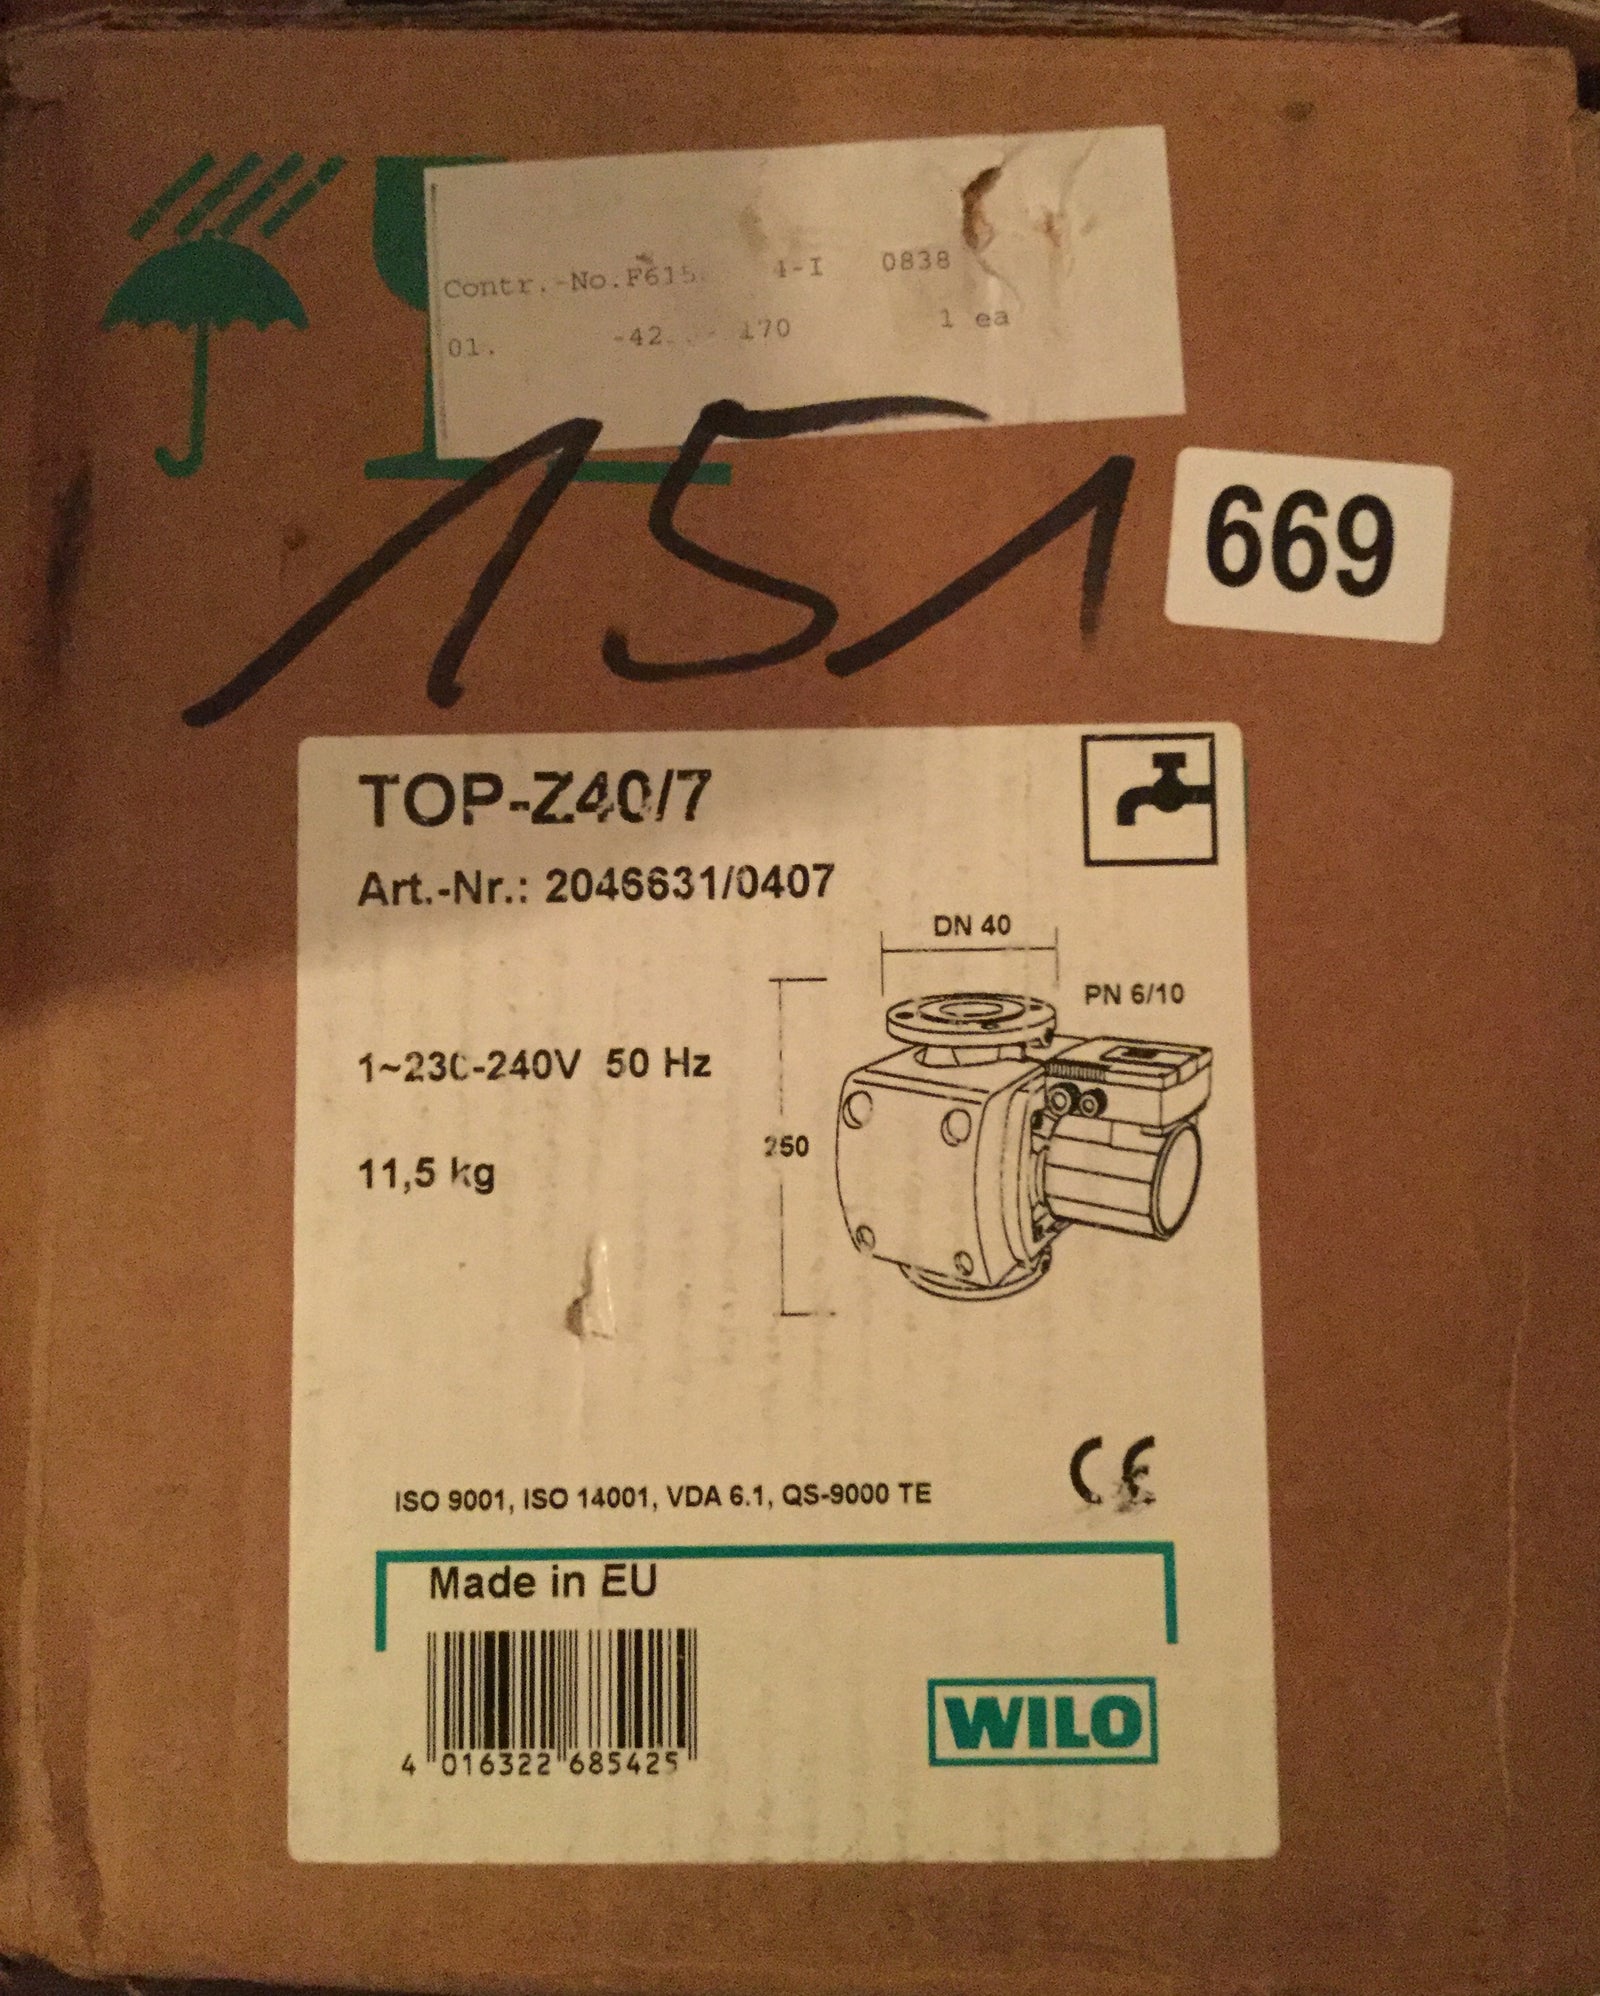 Contr.-No.F615. 4-I 0838
01. -42 170 1 ea
151
669
TOP-Z40/7
Art.-Nr.: 2046631/0407
DN 40
PN 6/10
1~230-240V 50 Hz
250
11,5 kg
ISO 9001, ISO 14001, VDA 6.1, QS-9000 TE
CE
Made in EU
4 016322 685425
WILO